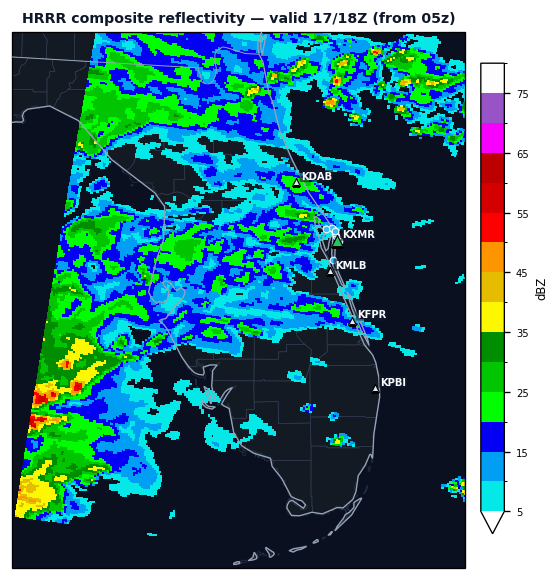 HRRR composite reflectivity — valid 17/18Z (from 05z)
KDAB
KXMR
KMLB
KFPR
KPBI
75
65
55
45
35
25
15
5
dBZ